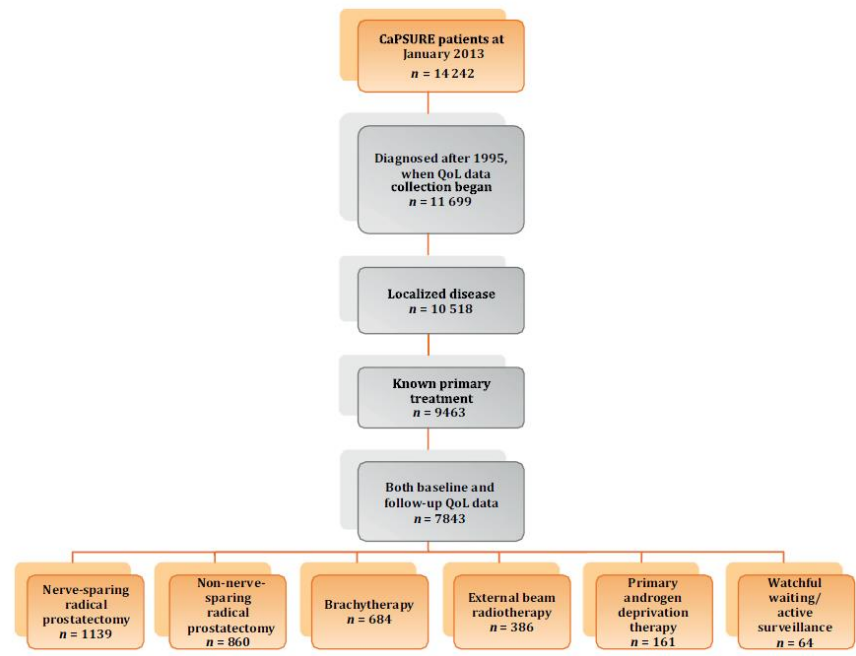 CaPSURE patients at
January 2013
n = 14 242
Diagnosed after 1995,
when QoL data
collection began
n = 11 699
Localized disease
n = 10 518
Known primary
treatment
n = 9463
Both baseline and
follow-up QoL data
n = 7843
Nerve-sparing
radical
prostatectomy
n = 1139
Non-nerve-
sparing
radical
prostatectomy
n = 860
Brachytherapy
n = 684
External beam
radiotherapy
n = 386
Primary
androgen
deprivation
therapy
n = 161
Watchful
waiting/
active
surveillance
n = 64